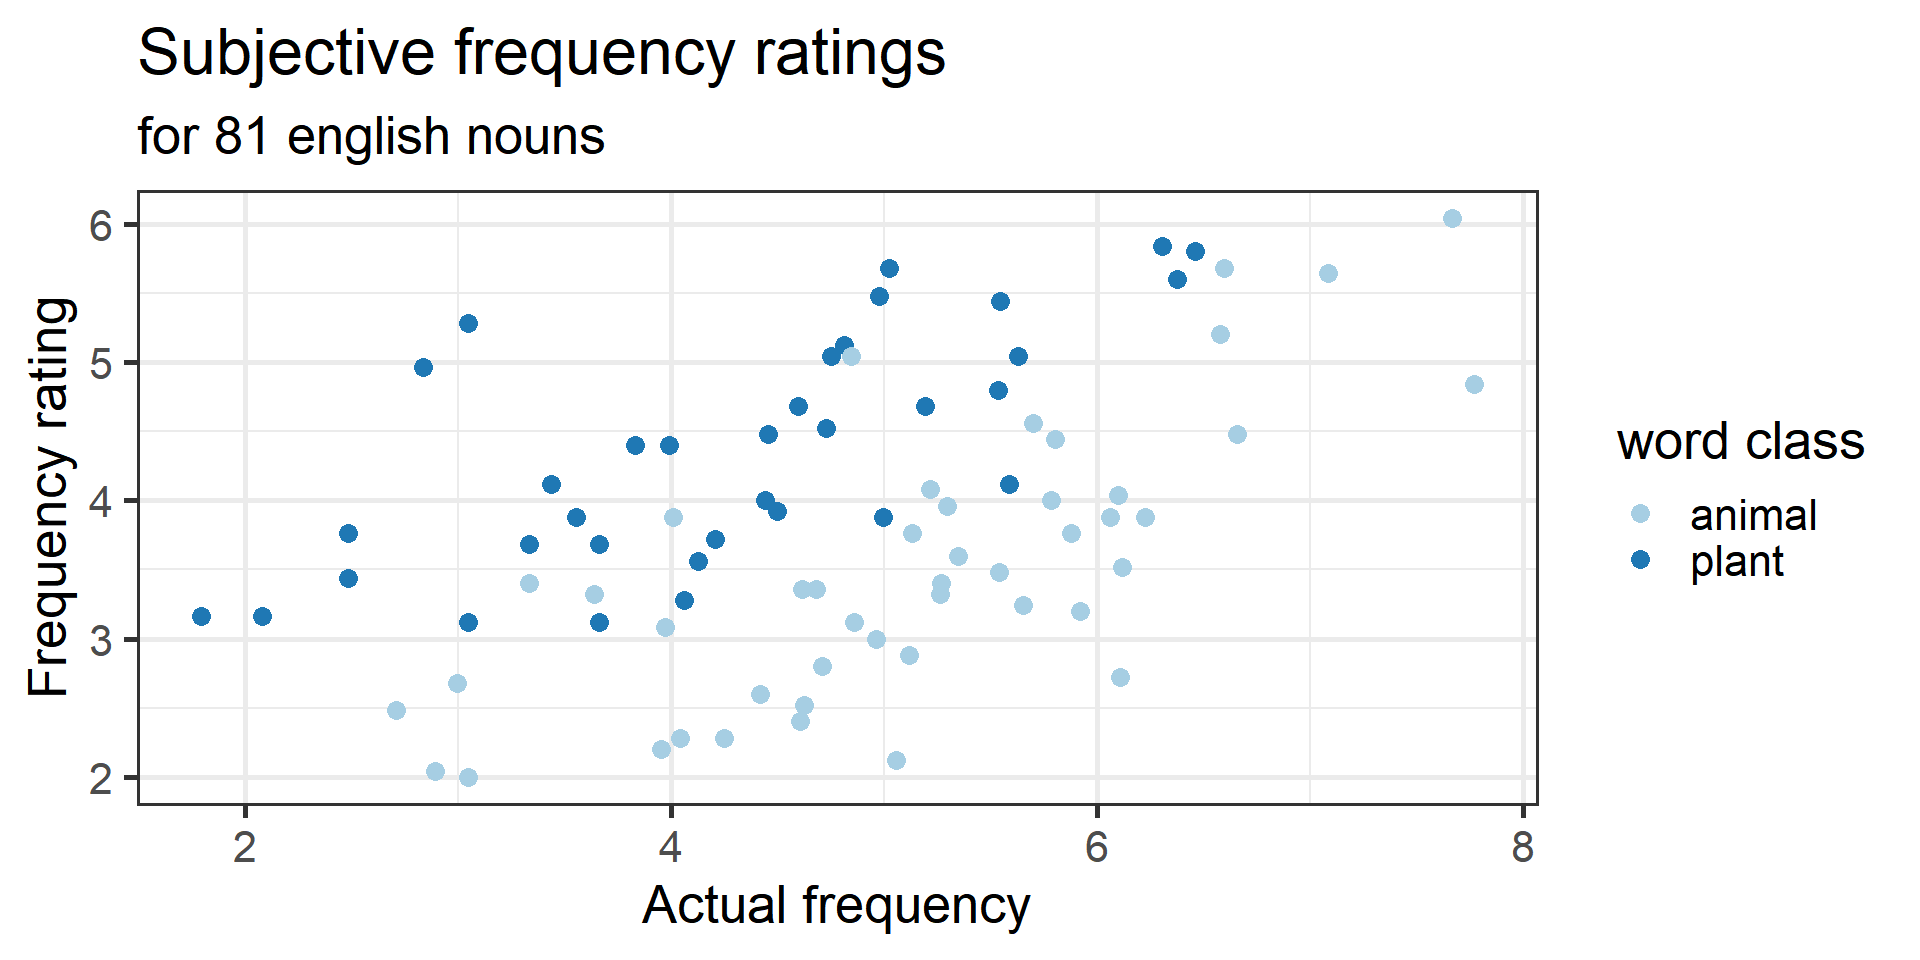 Subjective frequency ratings
for 81 english nouns
Frequency rating
6
5
4
3
2
2 4 6 8
Actual frequency
word class
animal
plant